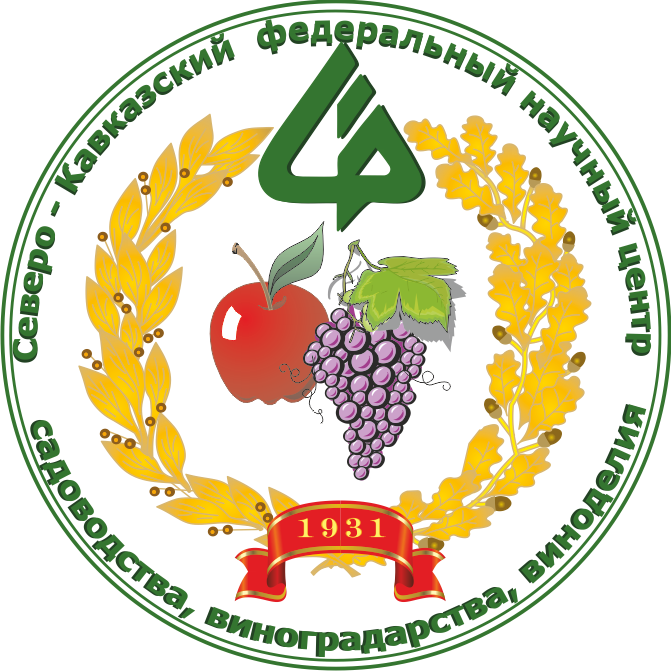 Северо - Кавказский федеральный научный центр
садоводства, виноградарства, виноделия
1931